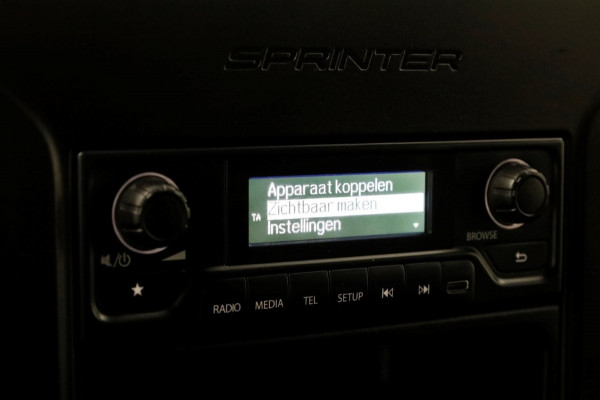 SPRINTER
Apparaat koppelen
Zichtbaar maken
TA
Instellingen
BROWSE
RADIO MEDIA TEL SETUP